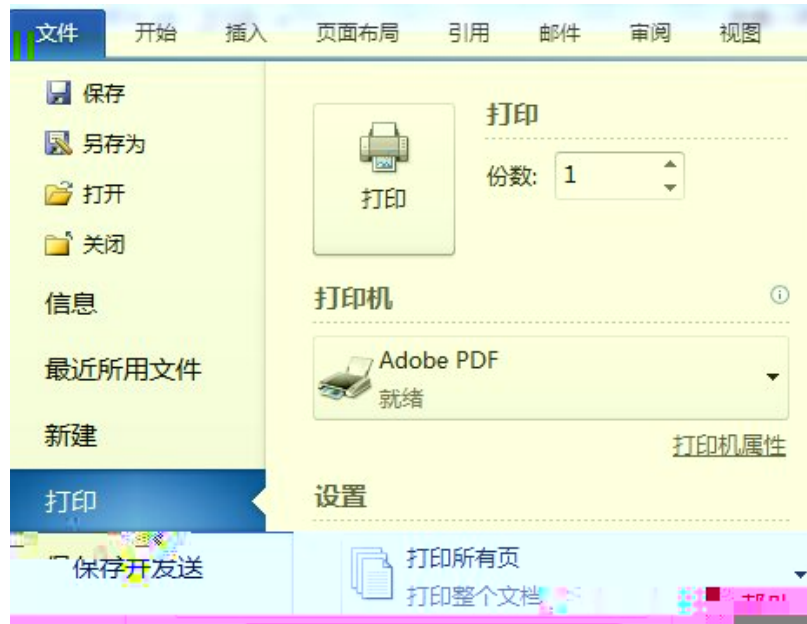 文件 开始 插入 页面布局 引用 邮件 审阅 视图
保存
另存为
打开
关闭
信息
最近所用文件
新建
打印
保存并发送
打印
打印
份数: 1
打印机
Adobe PDF
就绪
打印机属性
设置
打印所有页
打印整个文档